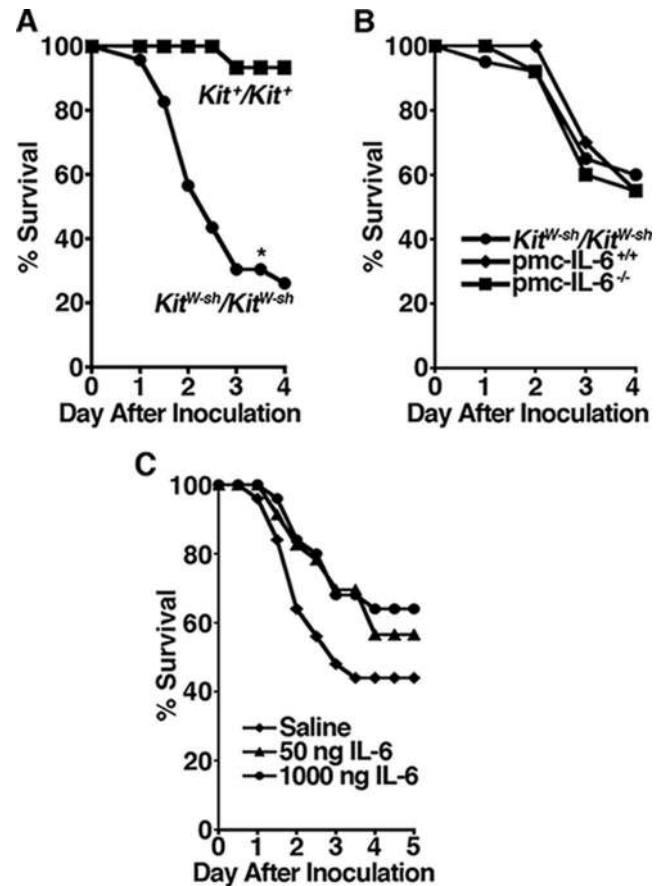 A
% Survival
100
80
60
40
20
0
Kit+/Kit+
*
KitW-sh/KitW-sh
0 1 2 3 4
Day After Inoculation
B
% Survival
100
80
60
40
20
0
KitW-sh/KitW-sh
pmc-IL-6+/+
pmc-IL-6-/-
0 1 2 3 4
Day After Inoculation
C
% Survival
100
80
60
40
20
0
Saline
50 ng IL-6
1000 ng IL-6
0 1 2 3 4 5
Day After Inoculation